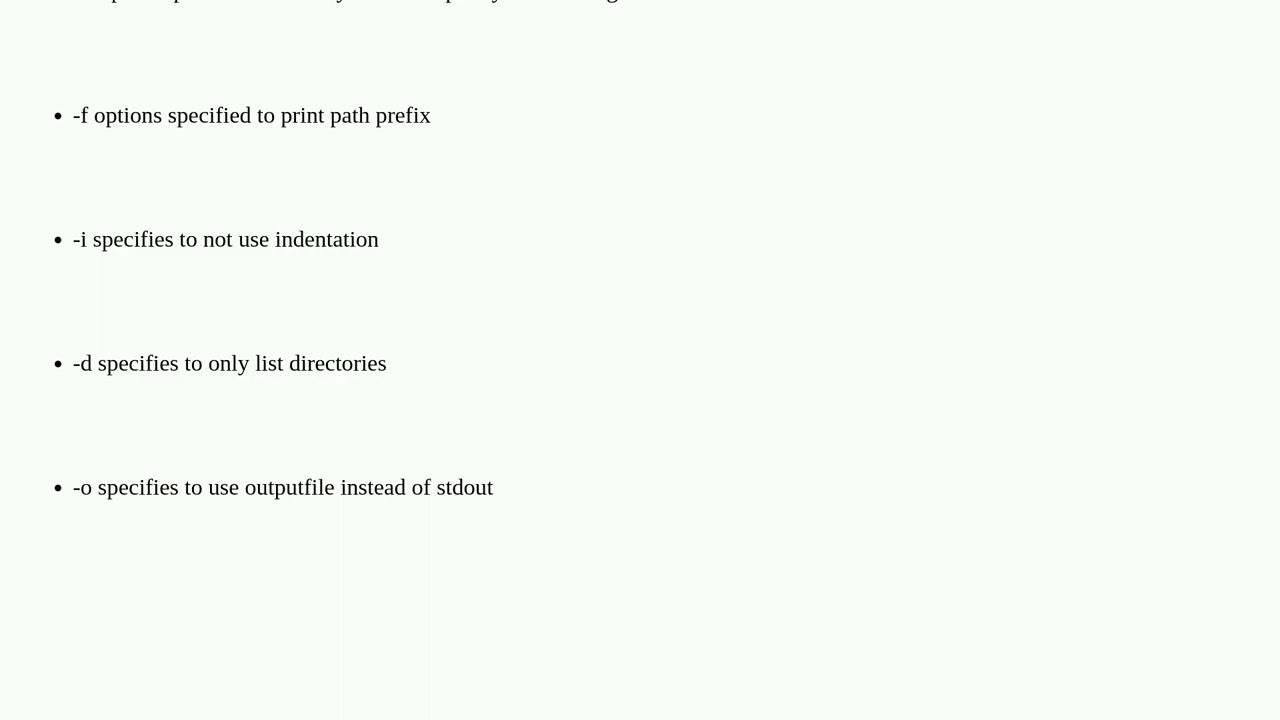 • -f options specified to print path prefix
• -i specifies to not use indentation
• -d specifies to only list directories
• -o specifies to use outputfile instead of stdout